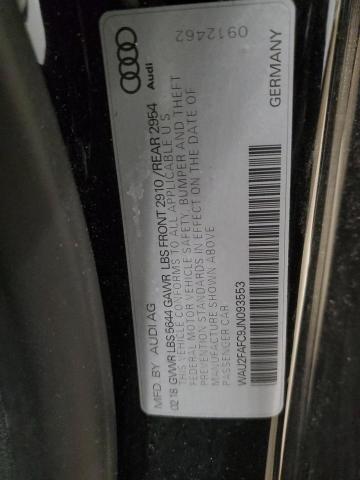 MFD BY AUDI AG
02.18 GVWR LBS 5644 GAWR LBS FRONT 2910/REAR 2954
THIS VEHICLE CONFORMS TO ALL APPLICABLE U S
FEDERAL MOTOR VEHICLE SAFETY, BUMPER AND THEFT
PREVENTION STANDARDS IN EFFECT ON THE DATE OF
MANUFACTURE SHOWN ABOVE
PASSENGER CAR
WAU2FAFC9JN093553
GERMANY
Audi
0912462